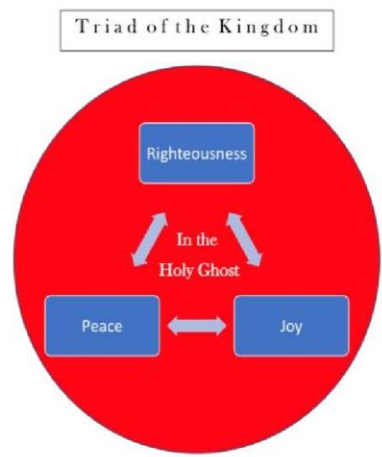 Triad of the Kingdom
Righteousness
In the
Holy Ghost
Peace
Joy